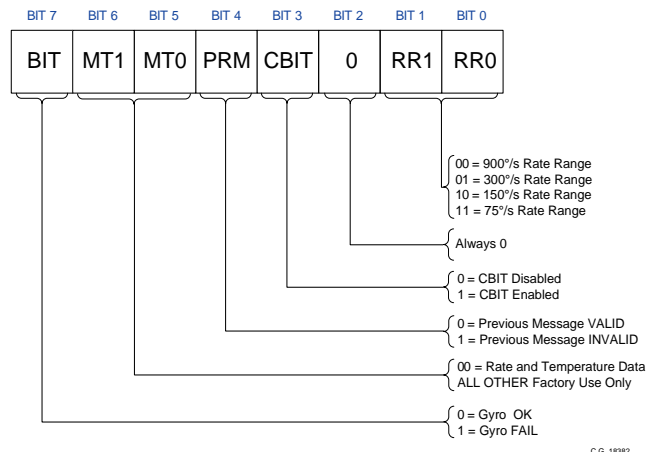 BIT 7 BIT 6 BIT 5 BIT 4 BIT 3 BIT 2 BIT 1 BIT 0
BIT MT1 MT0 PRM CBIT 0 RR1 RR0
00 = 900°/s Rate Range
01 = 300°/s Rate Range
10 = 150°/s Rate Range
11 = 75°/s Rate Range
Always 0
0 = CBIT Disabled
1 = CBIT Enabled
0 = Previous Message VALID
1 = Previous Message INVALID
00 = Rate and Temperature Data
ALL OTHER Factory Use Only
0 = Gyro OK
1 = Gyro FAIL
C.G. 18382